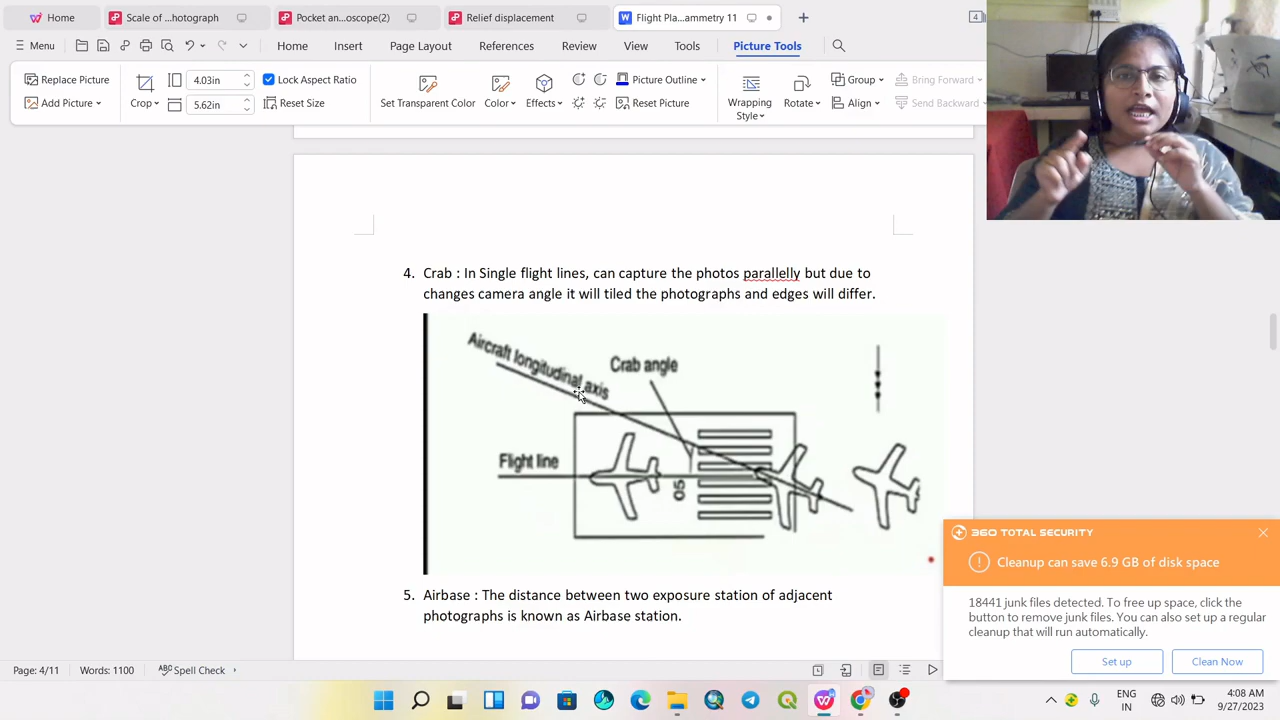 Scale of ...hotograph
Pocket an...oscope(2)
Relief displacement
Flight Pla...ammetry 11
4
Menu
Home
Insert
Page Layout
References
Review
View
Tools
Picture Tools
Replace Picture
Add Picture
Crop
4.03in
Lock Aspect Ratio
Reset Size
Set Transparent Color
Color
Effects
Picture Outline
Reset Picture
Wrapping
Style
Rotate
Group
Align
Bring Forward
Send Backward
4. Crab : In Single flight lines, can capture the photos parallelly but due to
changes camera angle it will tiled the photographs and edges will differ.
Aircraft longitudinal axis
Crab angle
Flight line
05
5. Airbase : The distance between two exposure station of adjacent
photographs is known as Airbase station.
360 TOTAL SECURITY
Cleanup can save 6.9 GB of disk space
18441 junk files detected. To free up space, click the
button to remove junk files. You can also set up a regular
cleanup that will run automatically.
Set up
Clean Now
Page: 4/11
Words: 1100
Spell Check
ENG
IN
4:08 AM
9/27/2023